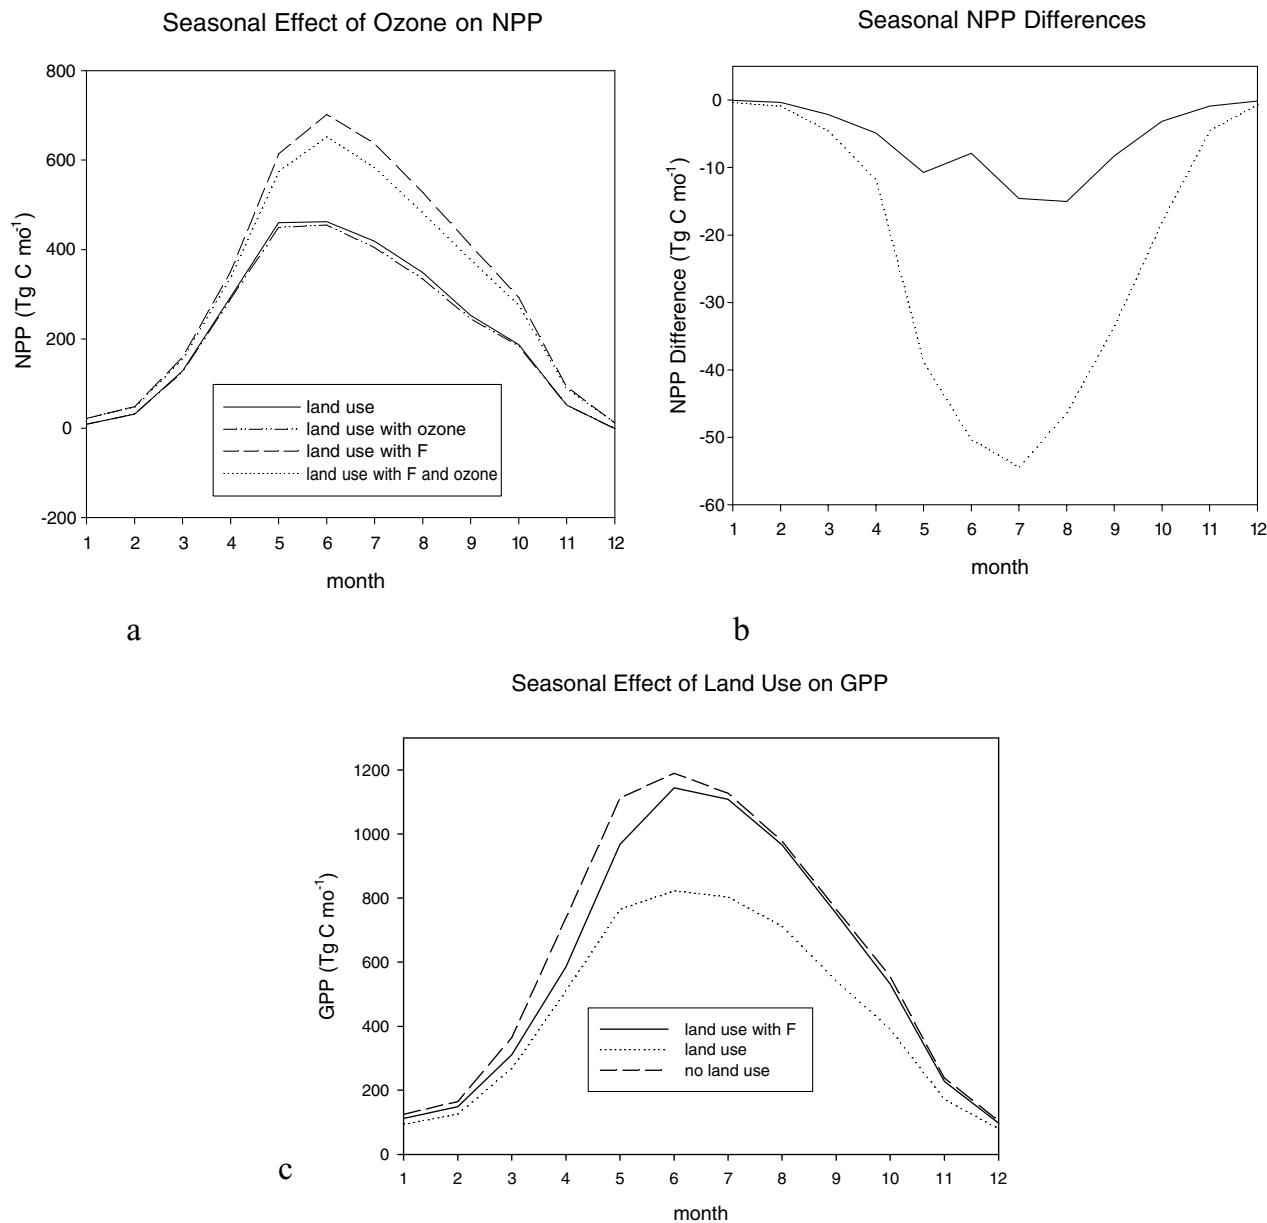 Seasonal Effect of Ozone on NPP
800
600
400
200
0
-200
NPP (Tg C mo¹)
land use
land use with ozone
land use with F
land use with F and ozone
1 2 3 4 5 6 7 8 9 10 11 12
month
a
Seasonal NPP Differences
0
-10
-20
-30
-40
-50
-60
NPP Difference (Tg C mo¹)
1 2 3 4 5 6 7 8 9 10 11 12
month
b
Seasonal Effect of Land Use on GPP
1200
1000
800
600
400
200
0
GPP (Tg C mo⁻¹)
land use with F
land use
no land use
1 2 3 4 5 6 7 8 9 10 11 12
month
c